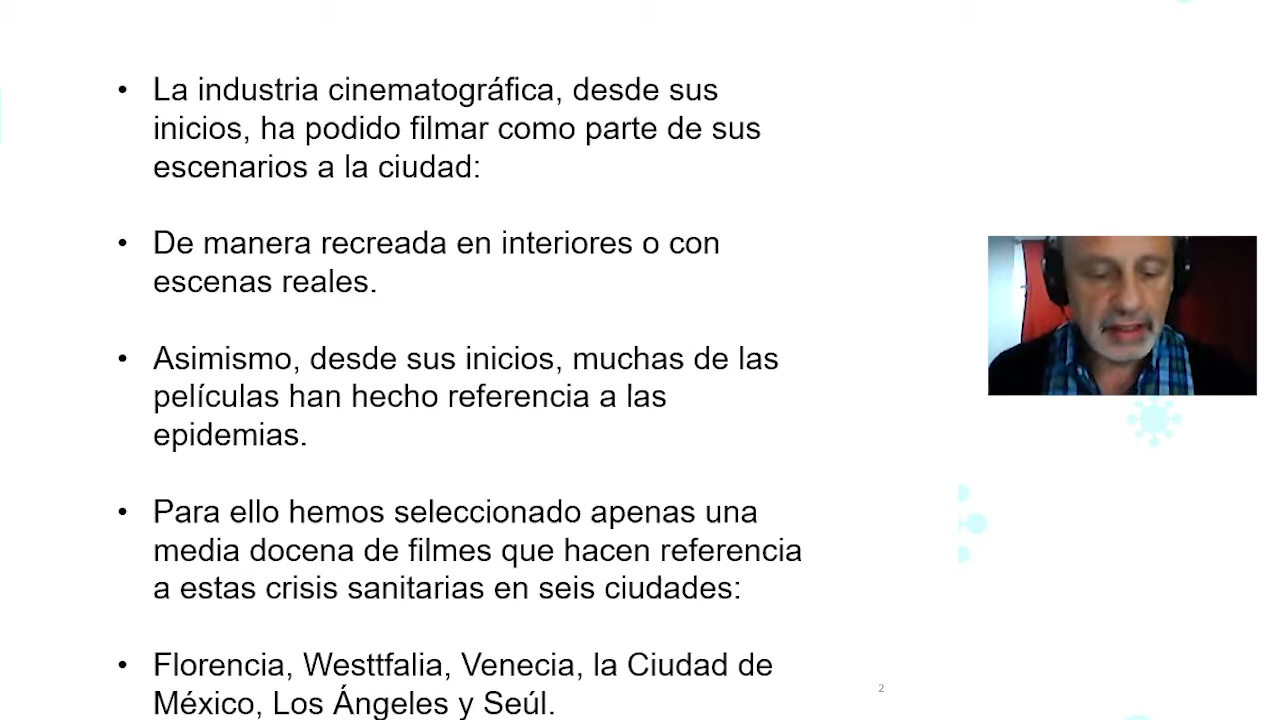 • La industria cinematográfica, desde sus
inicios, ha podido filmar como parte de sus
escenarios a la ciudad:
• De manera recreada en interiores o con
escenas reales.
• Asimismo, desde sus inicios, muchas de las
películas han hecho referencia a las
epidemias.
• Para ello hemos seleccionado apenas una
media docena de filmes que hacen referencia
a estas crisis sanitarias en seis ciudades:
• Florencia, Westtfalia, Venecia, la Ciudad de
México, Los Ángeles y Seúl.
2